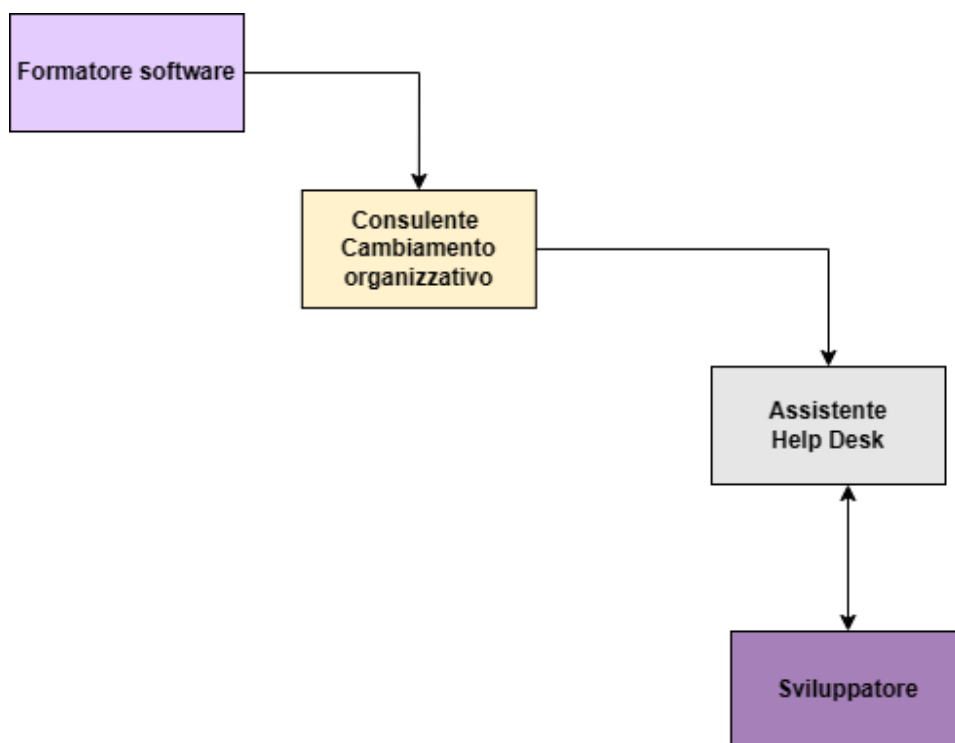 Formatore software
Consulente
Cambiamento
organizzativo
Assistente
Help Desk
Sviluppatore